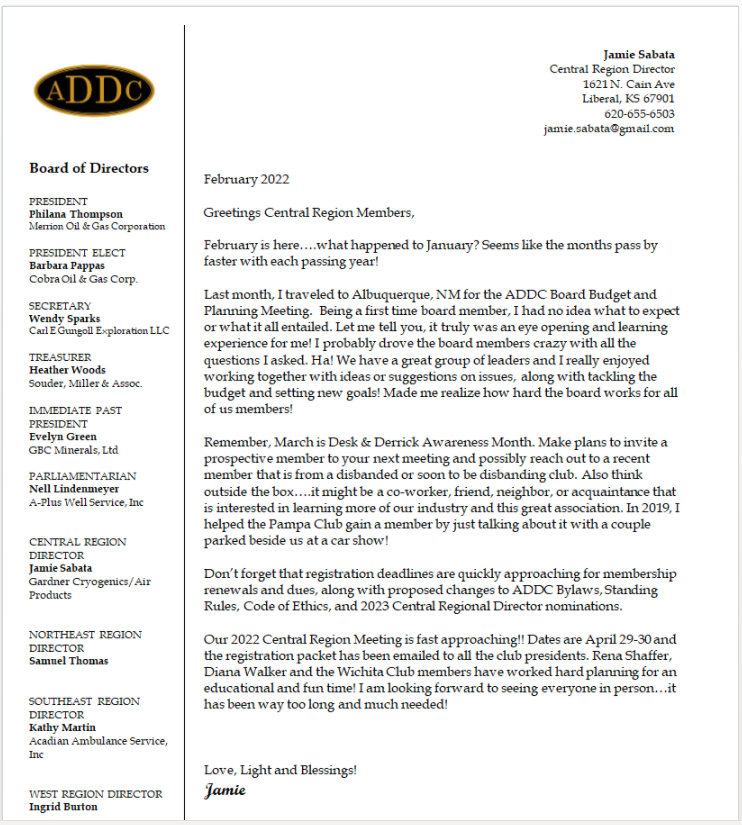 ADDC
Board of Directors
PRESIDENT
Philana Thompson
Merrion Oil & Gas Corporation
PRESIDENT ELECT
Barbara Pappas
Cobra Oil & Gas Corp.
SECRETARY
Wendy Sparks
Carl E Gungoll Exploration LLC
TREASURER
Heather Woods
Souder, Miller & Assoc.
IMMEDIATE PAST
PRESIDENT
Evelyn Green
GBC Minerals, Ltd
PARLIAMENTARIAN
Nell Lindenmeyer
A-Plus Well Service, Inc
CENTRAL REGION
DIRECTOR
Jamie Sabata
Gardner Cryogenics/Air
Products
NORTHEAST REGION
DIRECTOR
Samuel Thomas
SOUTHEAST REGION
DIRECTOR
Kathy Martin
Acadian Ambulance Service,
Inc
WEST REGION DIRECTOR
Ingrid Burton
Jamie Sabata
Central Region Director
1621 N. Cain Ave
Liberal, KS 67901
620-655-6503
jamie.sabata@gmail.com
February 2022
Greetings Central Region Members,
February is here….what happened to January? Seems like the months pass by
faster with each passing year!
Last month, I traveled to Albuquerque, NM for the ADDC Board Budget and
Planning Meeting.  Being a first time board member, I had no idea what to expect
or what it all entailed. Let me tell you, it truly was an eye opening and learning
experience for me! I probably drove the board members crazy with all the
questions I asked. Ha! We have a great group of leaders and I really enjoyed
working together with ideas or suggestions on issues, along with tackling the
budget and setting new goals! Made me realize how hard the board works for all
of us members!
Remember, March is Desk & Derrick Awareness Month. Make plans to invite a
prospective member to your next meeting and possibly reach out to a recent
member that is from a disbanded or soon to be disbanding club. Also think
outside the box….it might be a co-worker, friend, neighbor, or acquaintance that
is interested in learning more of our industry and this great association. In 2019, I
helped the Pampa Club gain a member by just talking about it with a couple
parked beside us at a car show!
Don't forget that registration deadlines are quickly approaching for membership
renewals and dues, along with proposed changes to ADDC Bylaws, Standing
Rules, Code of Ethics, and 2023 Central Regional Director nominations.
Our 2022 Central Region Meeting is fast approaching!! Dates are April 29-30 and
the registration packet has been emailed to all the club presidents. Rena Shaffer,
Diana Walker and the Wichita Club members have worked hard planning for an
educational and fun time! I am looking forward to seeing everyone in person…it
has been way too long and much needed!
Love, Light and Blessings!
Jamie